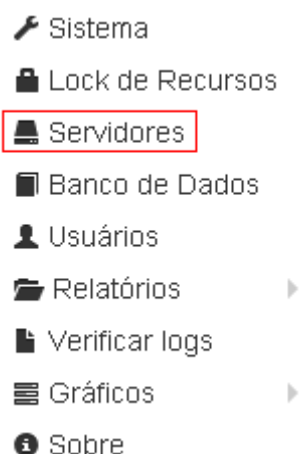 Sistema
Lock de Recursos
Servidores
Banco de Dados
Usuários
Relatórios
Verificar logs
Gráficos
Sobre